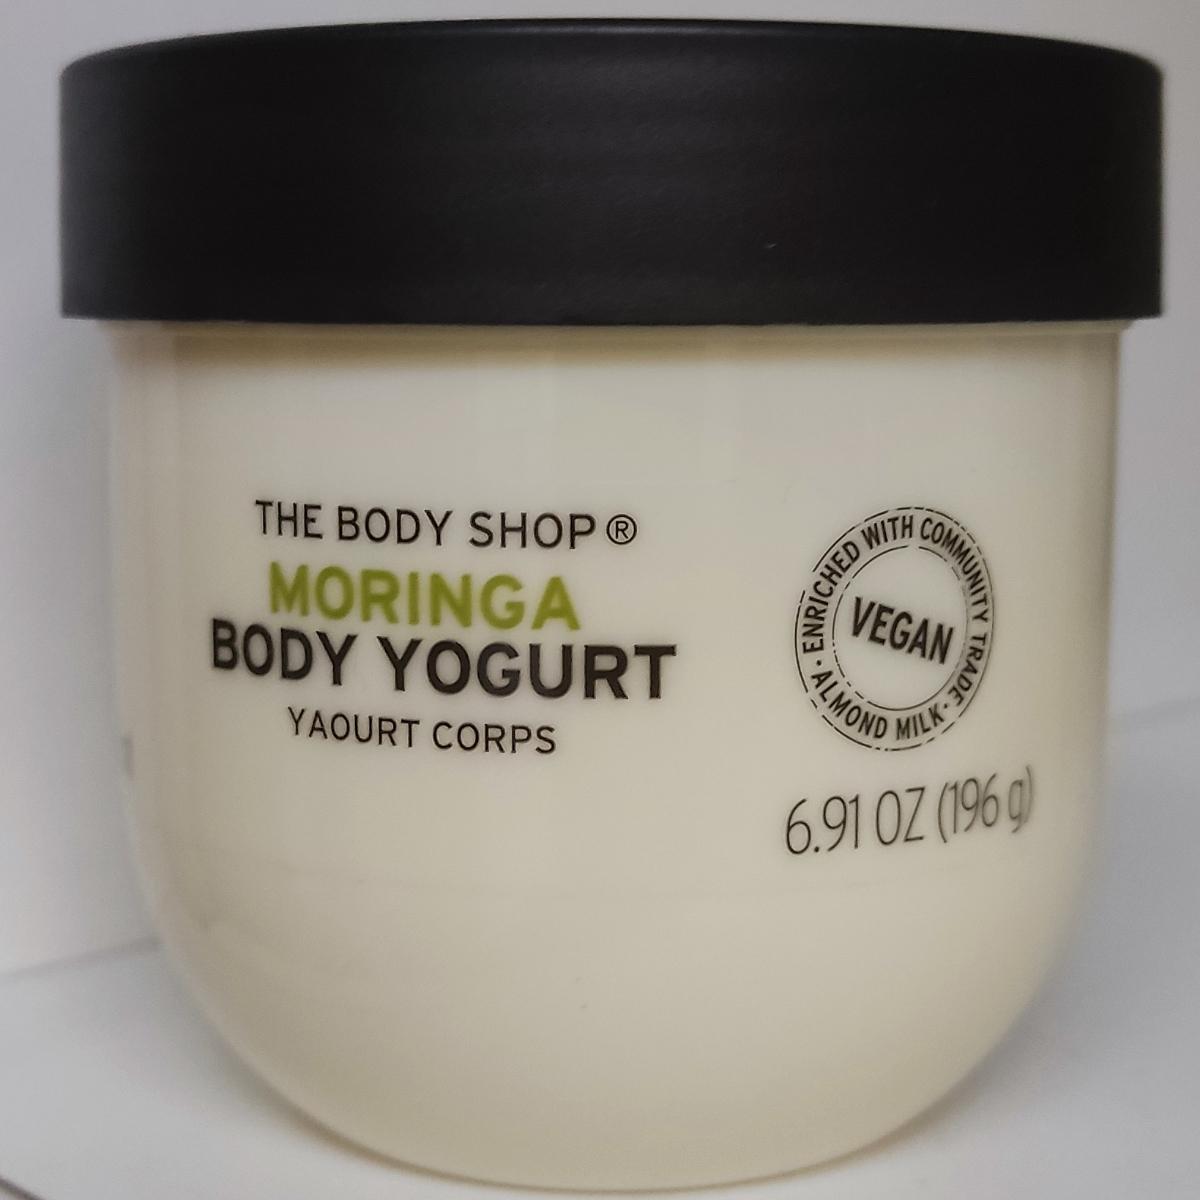 THE BODY SHOP®
MORINGA
BODY YOGURT
YAOURT CORPS
ENRICHED WITH COMMUNITY TRADE
· ALMOND MILK ·
VEGAN
6.91 OZ (196 g)